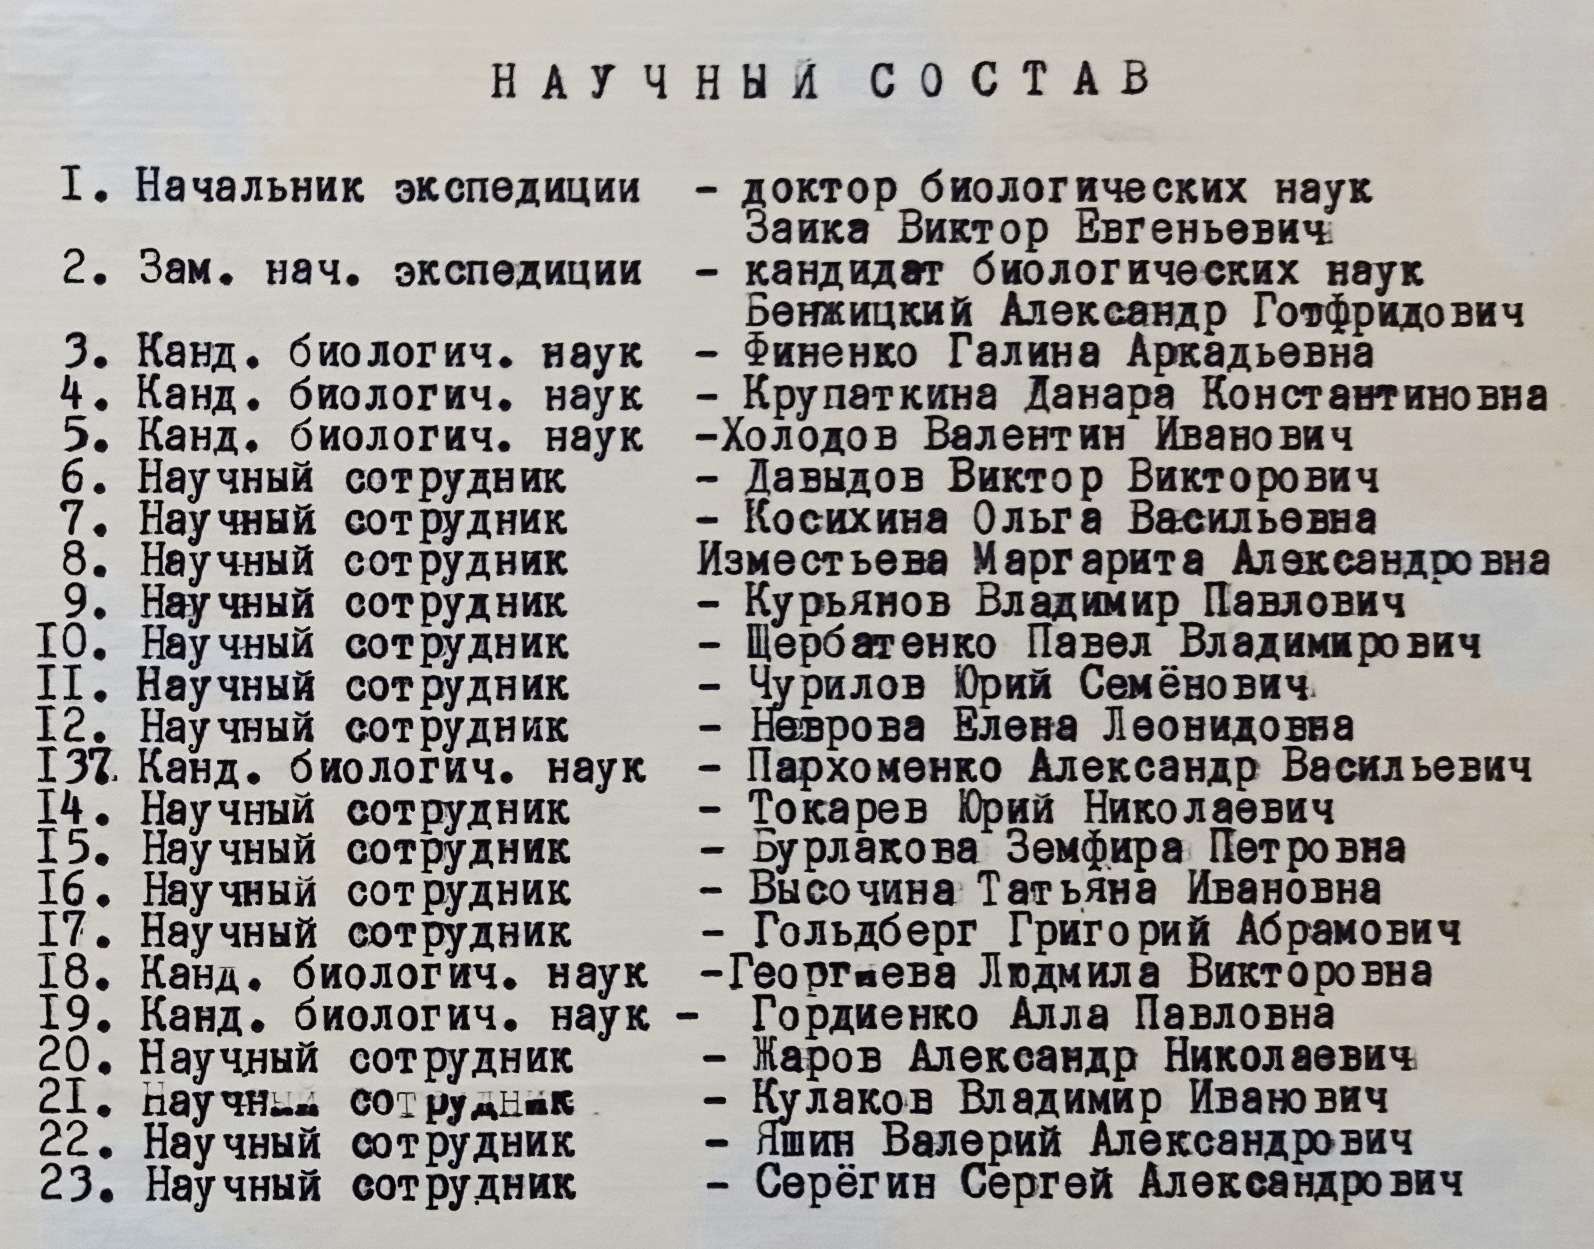 НАУЧНЫЙ СОСТАВ
I. Начальник экспедиции - доктор биологических наук
Заика Виктор Евгеньевич
2. Зам. нач. экспедиции - кандидат биологических наук
Бенжицкий Александр Готфридович
3. Канд. биологич. наук - Финенко Галина Аркадьевна
4. Канд. биологич. наук - Крупаткина Данара Константиновна
5. Канд. биологич. наук -Холодов Валентин Иванович
6. Научный сотрудник - Давыдов Виктор Викторович
7. Научный сотрудник - Косихина Ольга Васильевна
8. Научный сотрудник Изместьева Маргарита Александровна
9. Научный сотрудник - Курьянов Владимир Павлович
IO. Научный сотрудник - Щербатенко Павел Владимирович
II. Научный сотрудник - Чурилов Юрий Семёнович
I2. Научный сотрудник - Неврова Елена Леонидовна
I37. Канд. биологич. наук - Пархоменко Александр Васильевич
I4. Научный сотрудник - Токарев Юрий Николаевич
I5. Научный сотрудник - Бурлакова Земфира Петровна
I6. Научный сотрудник - Высочина Татьяна Ивановна
I7. Научный сотрудник - Гольдберг Григорий Абрамович
I8. Канд. биологич. наук -Георгиева Людмила Викторовна
I9. Канд. биологич. наук - Гордиенко Алла Павловна
20. Научный сотрудник - Жаров Александр Николаевич
21. Научный сотрудник - Кулаков Владимир Иванович
22. Научный сотрудник - Яшин Валерий Александрович
23. Научный сотрудник - Серёгин Сергей Александрович